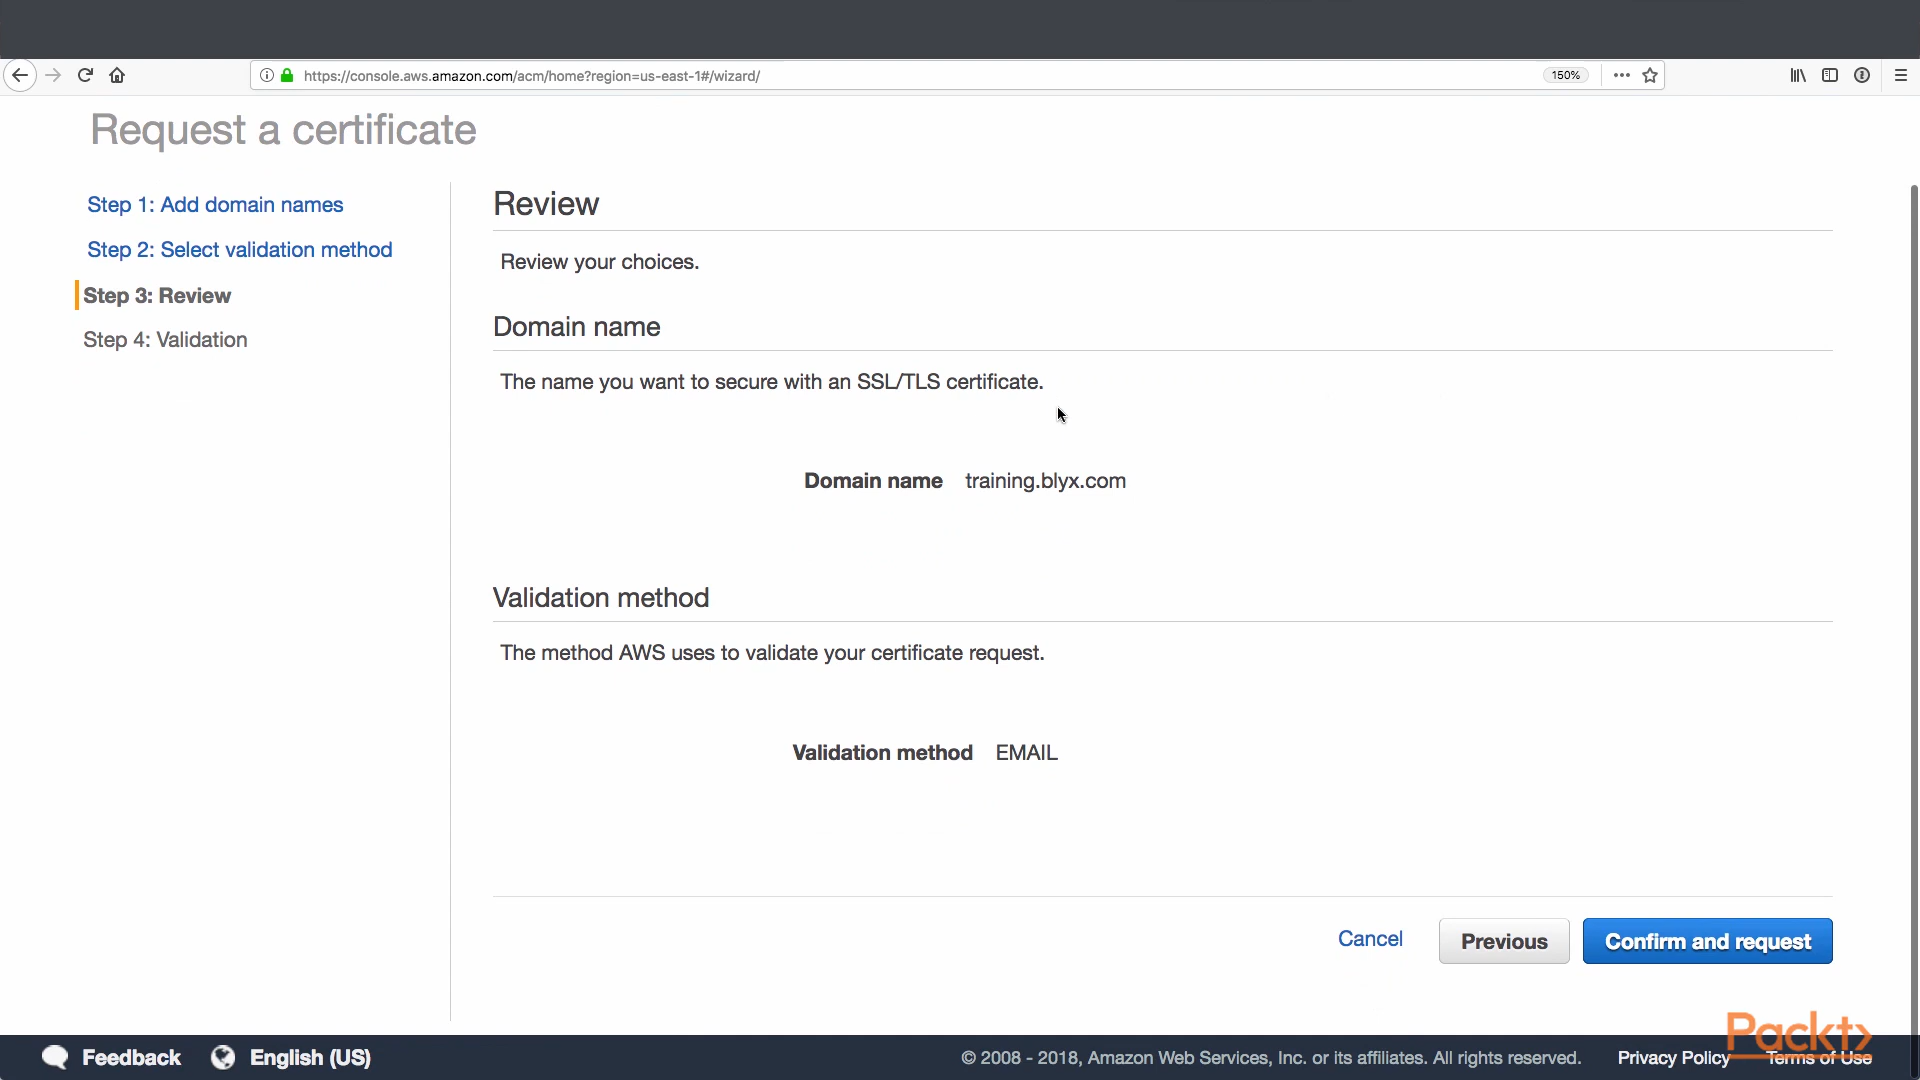 https://console.aws.amazon.com/acm/home?region=us-east-1#/wizard/
150%
Request a certificate
Step 1: Add domain names
Step 2: Select validation method
Step 3: Review
Step 4: Validation
Review
Review your choices.
Domain name
The name you want to secure with an SSL/TLS certificate.
Domain name training.blyx.com
Validation method
The method AWS uses to validate your certificate request.
Validation method EMAIL
Cancel Previous Confirm and request
Packt>
Feedback English (US) © 2008 - 2018, Amazon Web Services, Inc. or its affiliates. All rights reserved. Privacy Policy Terms of Use